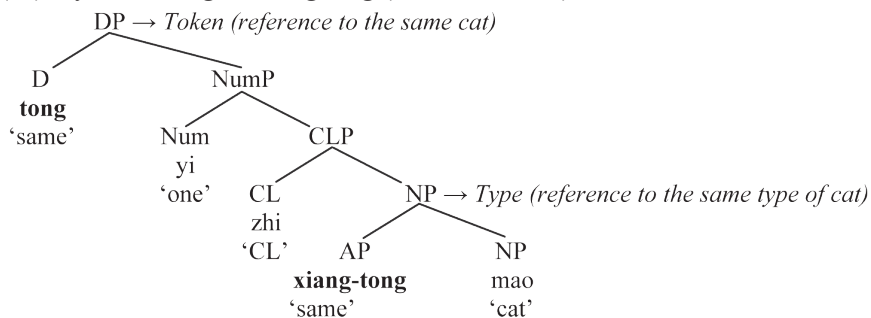 DP → Token (reference to the same cat)
D NumP
tong
‘same’ Num CLP
yi
‘one’ CL NP → Type (reference to the same type of cat)
zhi
‘CL’ AP NP
xiang-tong mao
‘same’ ‘cat’